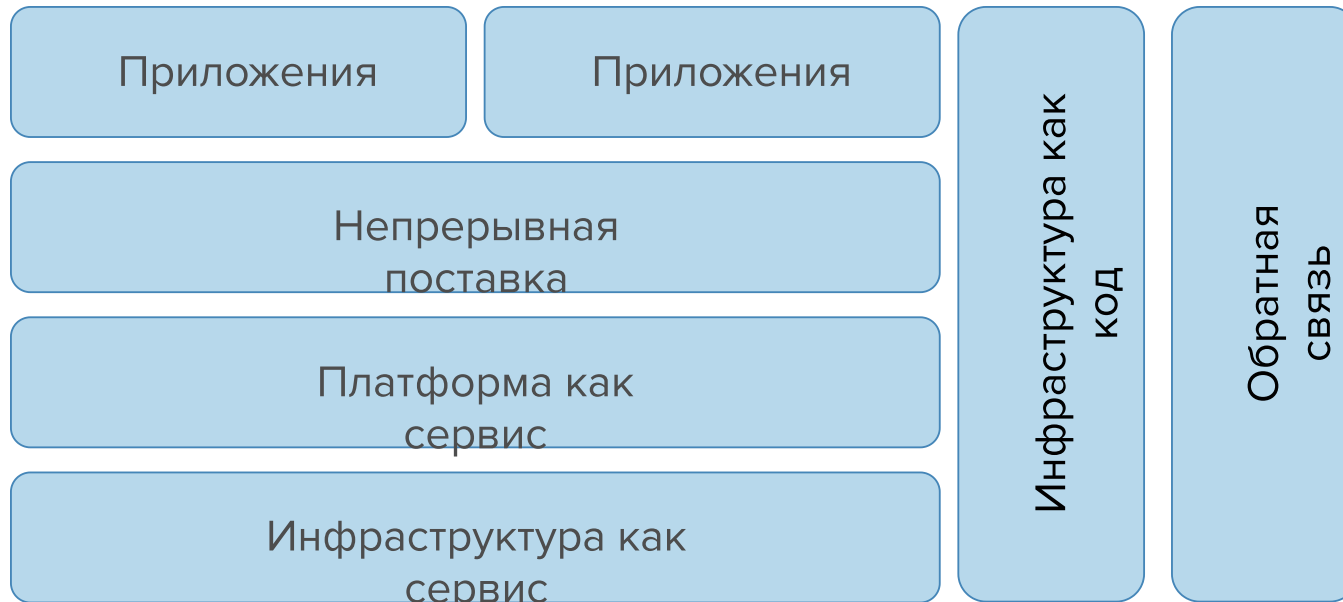 Приложения
Приложения
Непрерывная
поставка
Платформа как
сервис
Инфраструктура как
сервис
Инфраструктура как
код
Обратная
связь